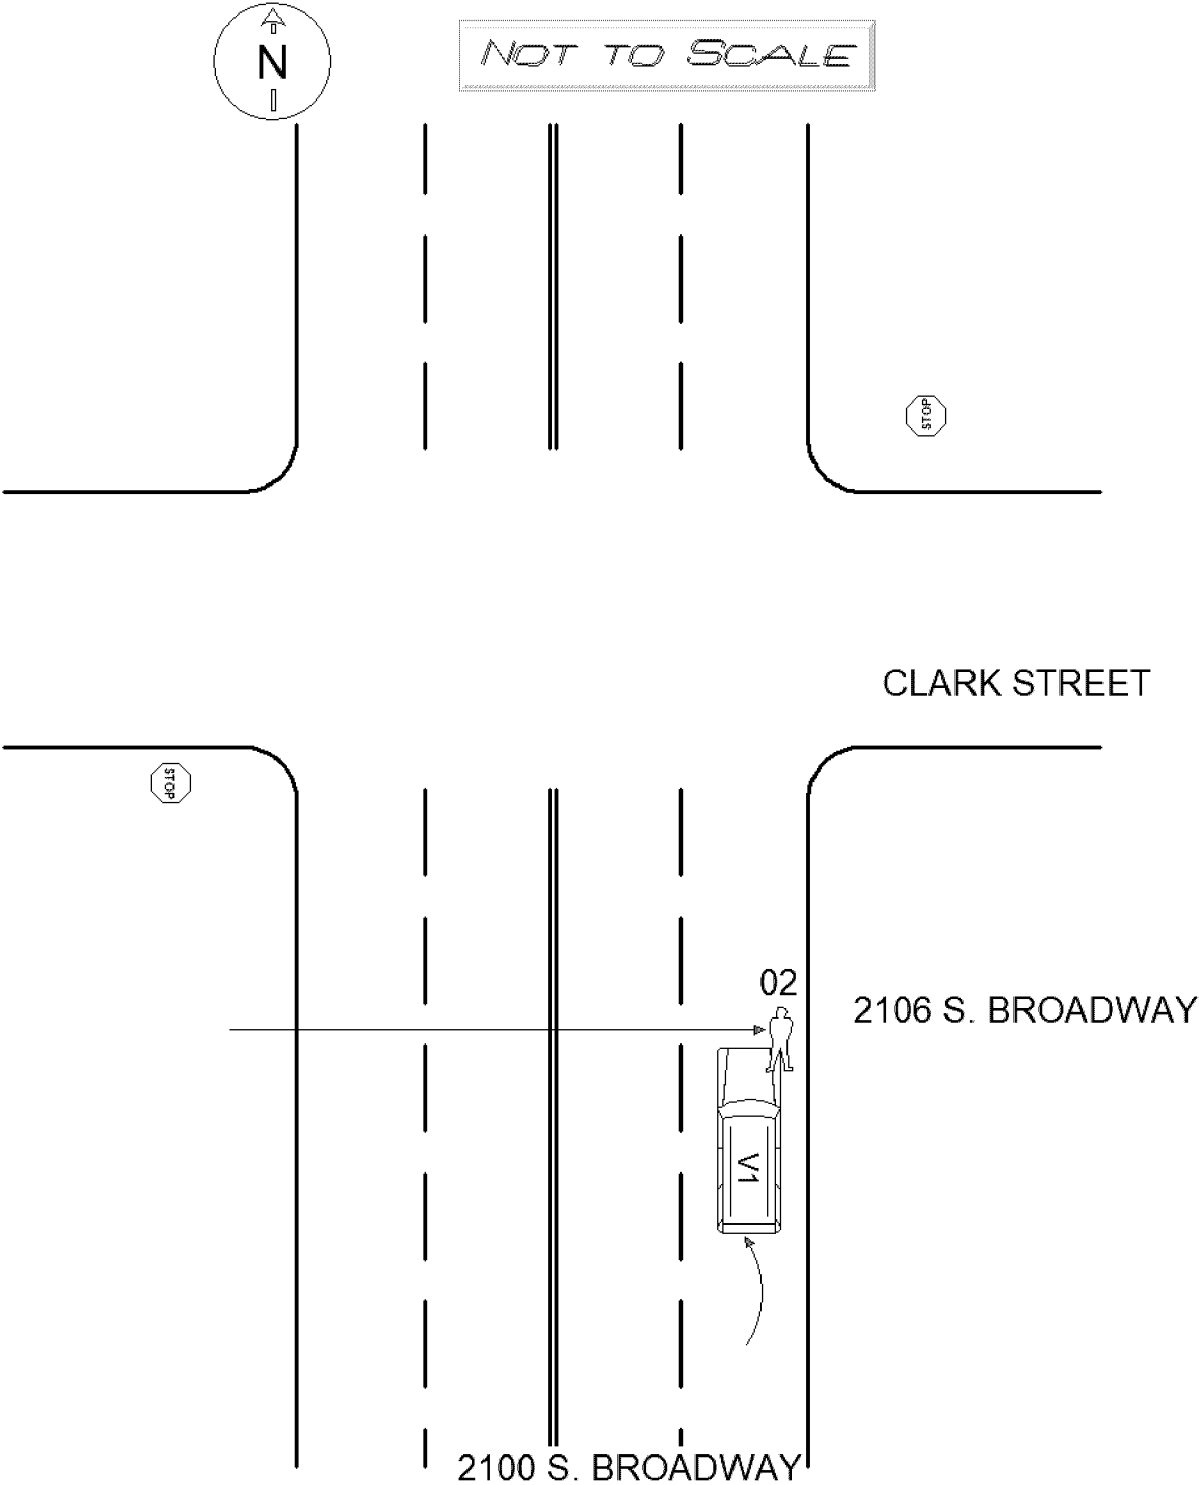 N
NOT TO SCALE
STOP
CLARK STREET
STOP
02
2106 S. BROADWAY
V1
2100 S. BROADWAY